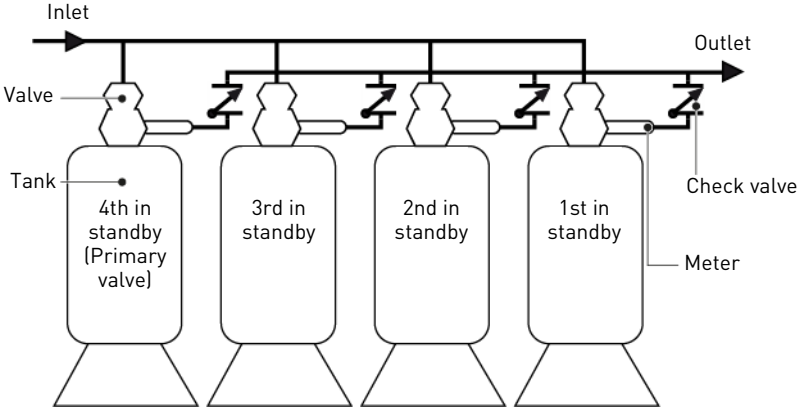 Inlet
Outlet
Valve
Tank
4th in
standby
(Primary
valve)
3rd in
standby
2nd in
standby
1st in
standby
Check valve
Meter